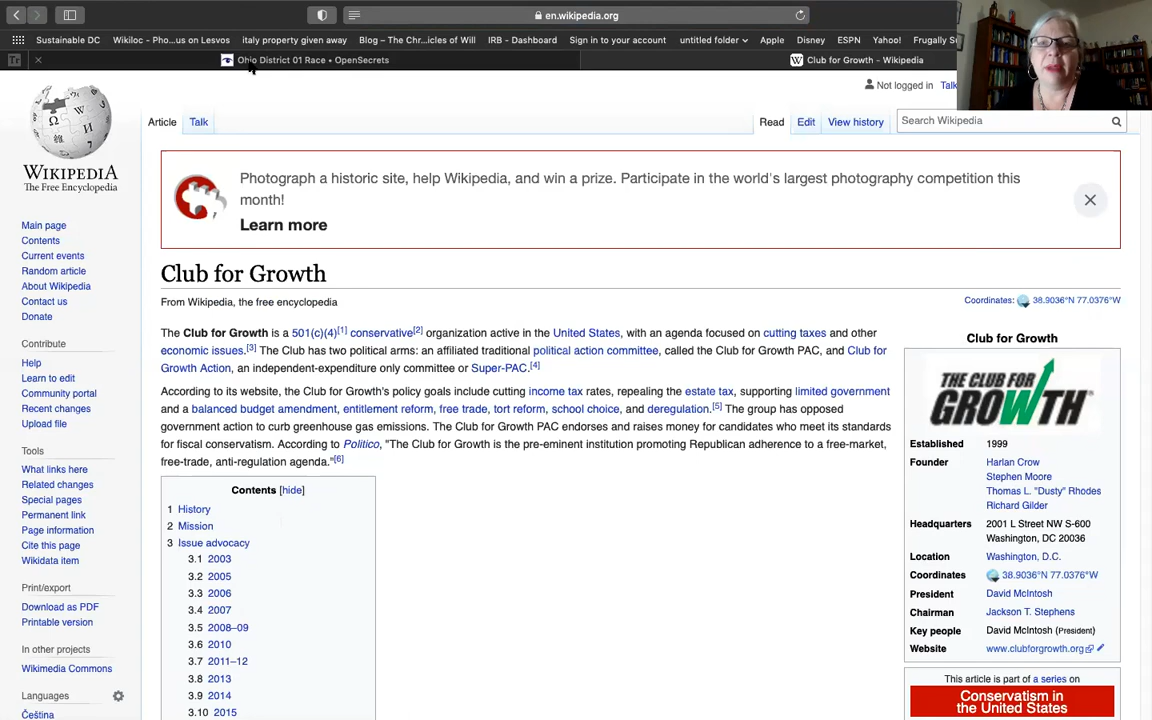 en.wikipedia.org
Sustainable DC Wikiloc - Pho...us on Lesvos italy property given away Blog – The Chr...icles of Will IRB - Dashboard Sign in to your account untitled folder Apple Disney ESPN Yahoo! Frugally S
Ohio District 01 Race • OpenSecrets
W Club for Growth - Wikipedia
Not logged in Talk
Article Talk Read Edit View history Search Wikipedia
WIKIPEDIA
The Free Encyclopedia
Photograph a historic site, help Wikipedia, and win a prize. Participate in the world's largest photography competition this
month!
Learn more
Main page
Contents
Current events
Random article
About Wikipedia
Contact us
Donate
Contribute
Help
Learn to edit
Community portal
Recent changes
Upload file
Tools
What links here
Related changes
Special pages
Permanent link
Page information
Cite this page
Wikidata item
Print/export
Download as PDF
Printable version
In other projects
Wikimedia Commons
Languages
Čeština
Club for Growth
From Wikipedia, the free encyclopedia
Coordinates: 38.9036°N 77.0376°W
The Club for Growth is a 501(c)(4)[1] conservative[2] organization active in the United States, with an agenda focused on cutting taxes and other
economic issues.[3] The Club has two political arms: an affiliated traditional political action committee, called the Club for Growth PAC, and Club for
Growth Action, an independent-expenditure only committee or Super-PAC.[4]
According to its website, the Club for Growth's policy goals include cutting income tax rates, repealing the estate tax, supporting limited government
and a balanced budget amendment, entitlement reform, free trade, tort reform, school choice, and deregulation.[5] The group has opposed
government action to curb greenhouse gas emissions. The Club for Growth PAC endorses and raises money for candidates who meet its standards
for fiscal conservatism. According to Politico, "The Club for Growth is the pre-eminent institution promoting Republican adherence to a free-market,
free-trade, anti-regulation agenda."[6]
Contents [hide]
1 History
2 Mission
3 Issue advocacy
3.1 2003
3.2 2005
3.3 2006
3.4 2007
3.5 2008–09
3.6 2010
3.7 2011–12
3.8 2013
3.9 2014
3.10 2015
Club for Growth
THE CLUB FOR
GROWTH
Established 1999
Founder Harlan Crow
Stephen Moore
Thomas L. "Dusty" Rhodes
Richard Gilder
Headquarters 2001 L Street NW S-600
Washington, DC 20036
Location Washington, D.C.
Coordinates 38.9036°N 77.0376°W
President David McIntosh
Chairman Jackson T. Stephens
Key people David McIntosh (President)
Website www.clubforgrowth.org
This article is part of a series on
Conservatism in
the United States